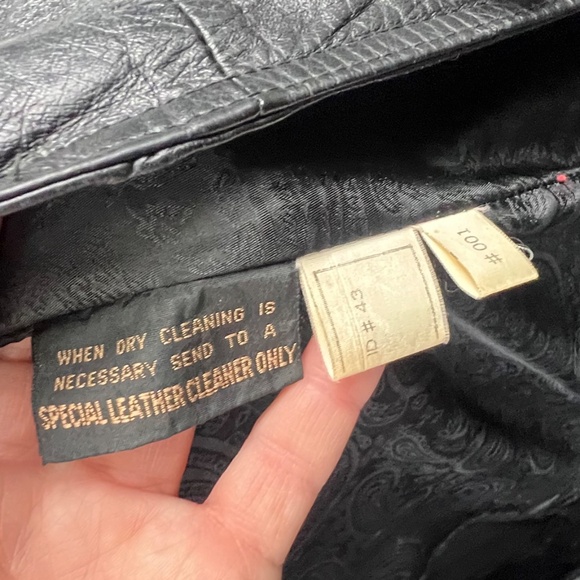 WHEN DRY CLEANING IS
NECESSARY SEND TO A
SPECIAL LEATHER CLEANER ONLY
ID # 43
# 001